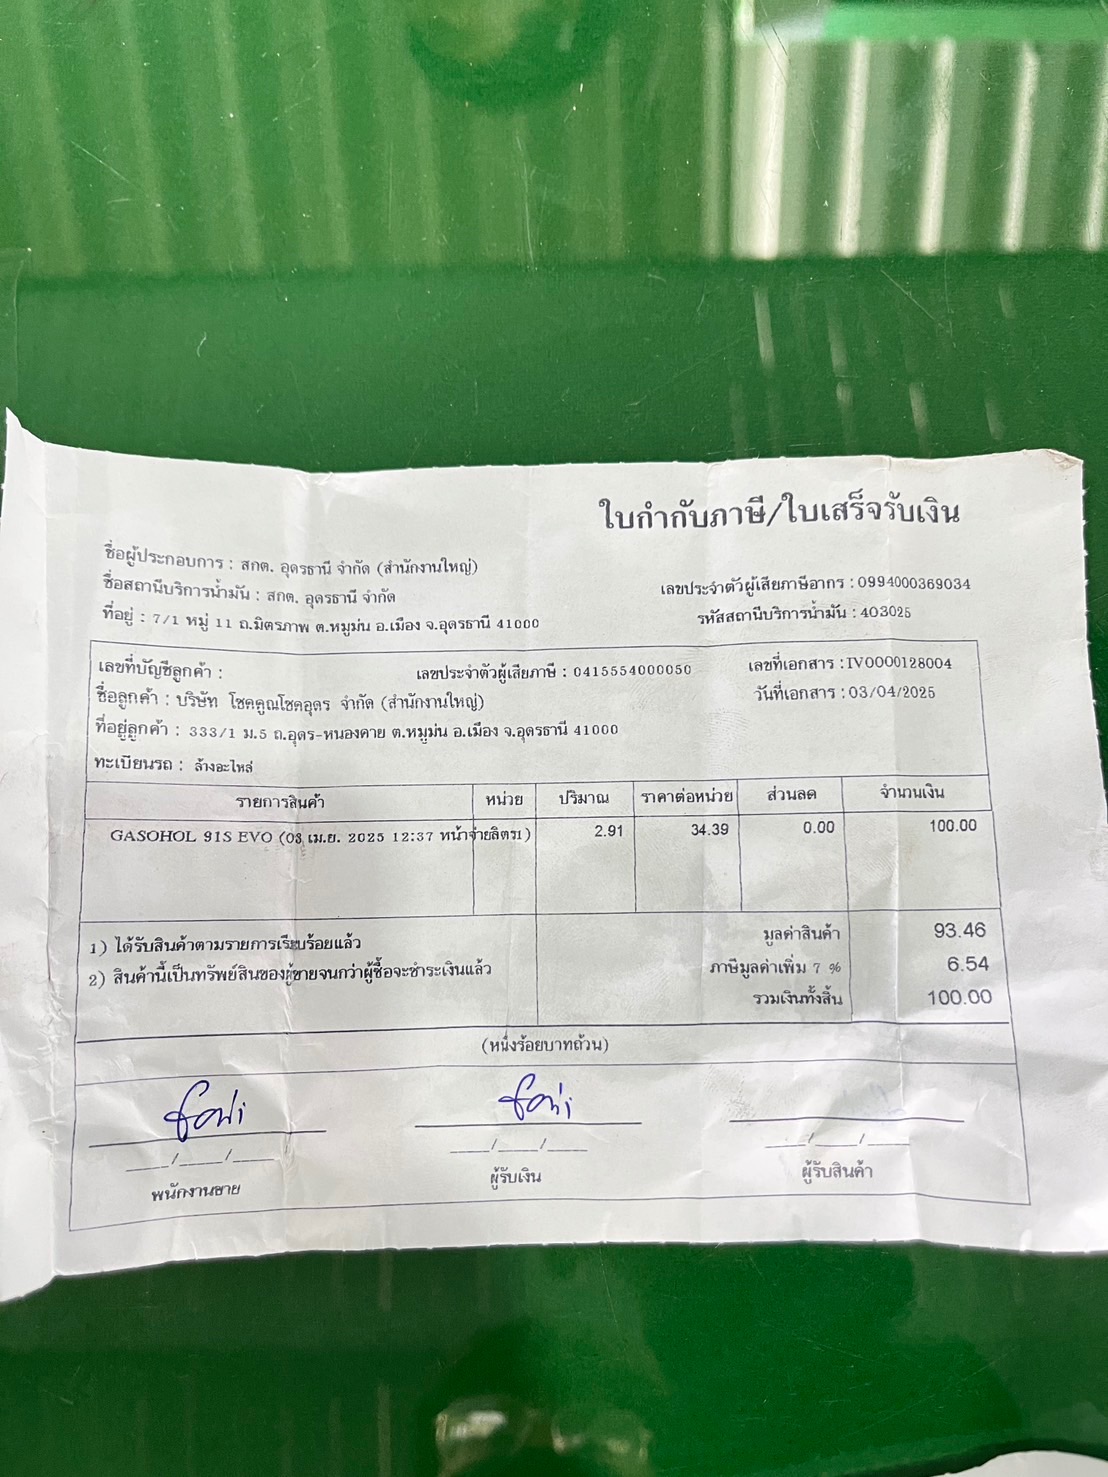 ใบกำกับภาษี/ใบเสร็จรับเงิน
ชื่อผู้ประกอบการ : สกต. อุดรธานี จำกัด (สำนักงานใหญ่)
ชื่อสถานีบริการน้ำมัน : สกต. อุดรธานี จำกัด
เลขประจำตัวผู้เสียภาษีอากร : 0994000369034
ที่อยู่ : 7/1 หมู่ 11 ถ.มิตรภาพ ต.หมูม่น อ.เมือง จ.อุดรธานี 41000
รหัสสถานีบริการน้ำมัน : 403025
เลขที่บัญชีลูกค้า : เลขประจำตัวผู้เสียภาษี : 0415554000050 เลขที่เอกสาร : IV0000128004
ชื่อลูกค้า : บริษัท โชคคูณโชคอุดร จำกัด (สำนักงานใหญ่) วันที่เอกสาร : 03/04/2025
ที่อยู่ลูกค้า : 333/1 ม.5 ถ.อุดร-หนองคาย ต.หมูม่น อ.เมือง จ.อุดรธานี 41000
ทะเบียนรถ : ล้างอะไหล่
รายการสินค้า หน่วย ปริมาณ ราคาต่อหน่วย ส่วนลด จำนวนเงิน
GASOHOL 91S EVO (03 เม.ย. 2025 12:37 หน้าจ่ายลิตร1) 2.91 34.39 0.00 100.00
1) ได้รับสินค้าตามรายการเรียบร้อยแล้ว มูลค่าสินค้า 93.46
2) สินค้านี้เป็นทรัพย์สินของผู้ขายจนกว่าผู้ซื้อจะชำระเงินแล้ว ภาษีมูลค่าเพิ่ม 7 % 6.54
รวมเงินทั้งสิ้น 100.00
(หนึ่งร้อยบาทถ้วน)
___/___/___ ___/___/___ ___/___/___
พนักงานขาย ผู้รับเงิน ผู้รับสินค้า